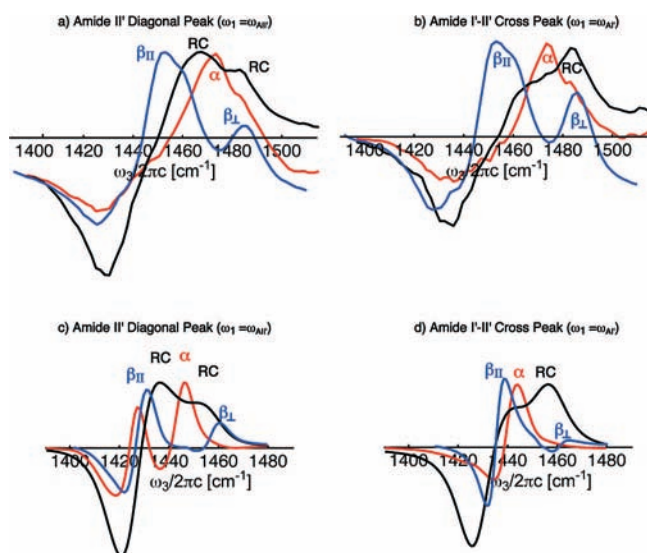 a) Amide II' Diagonal Peak (ω1 =ωAII')
βII
RC
α
RC
β⊥
1400 1420 1440 1460 1480 1500
ω3/2πc [cm-1]
b) Amide I'-II' Cross Peak (ω1 =ωAI')
βII
α
RC
β⊥
1400 1420 1440 1460 1480 1500
ω3/2πc [cm-1]
c) Amide II' Diagonal Peak (ω1 =ωAII')
βII
RC
α
RC
β⊥
1400 1420 1440 1460 1480
ω3/2πc [cm-1]
d) Amide I'-II' Cross Peak (ω1 =ωAI')
βII
α
RC
β⊥
1400 1420 1440 1460 1480
ω3/2πc [cm-1]